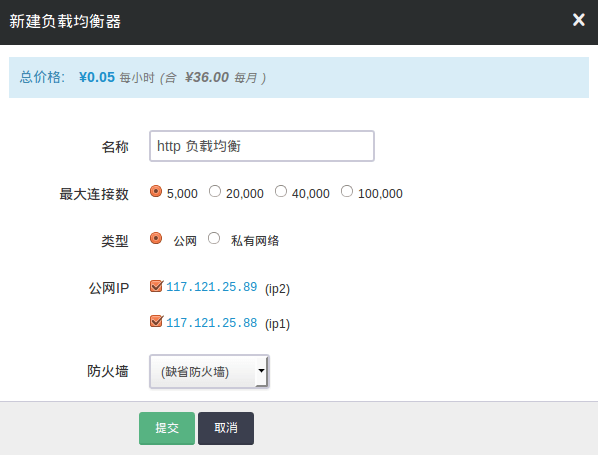 新建负载均衡器
总价格: ¥0.05 每小时 (合 ¥36.00 每月 )
名称 http 负载均衡
最大连接数 5,000 20,000 40,000 100,000
类型 公网 私有网络
公网IP 117.121.25.89 (ip2)
117.121.25.88 (ip1)
防火墙 (缺省防火墙)
提交 取消